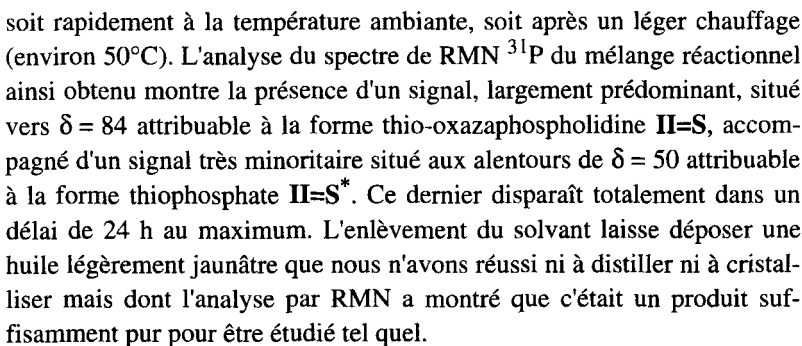 soit rapidement à la température ambiante, soit après un léger chauffage
(environ 50°C). L'analyse du spectre de RMN ³¹P du mélange réactionnel
ainsi obtenu montre la présence d'un signal, largement prédominant, situé
vers δ = 84 attribuable à la forme thio-oxazaphospholidine II=S, accom-
pagné d'un signal très minoritaire situé aux alentours de δ = 50 attribuable
à la forme thiophosphate II=S*. Ce dernier disparaît totalement dans un
délai de 24 h au maximum. L'enlèvement du solvant laisse déposer une
huile légèrement jaunâtre que nous n'avons réussi ni à distiller ni à cristal-
liser mais dont l'analyse par RMN a montré que c'était un produit suf-
fisamment pur pour être étudié tel quel.